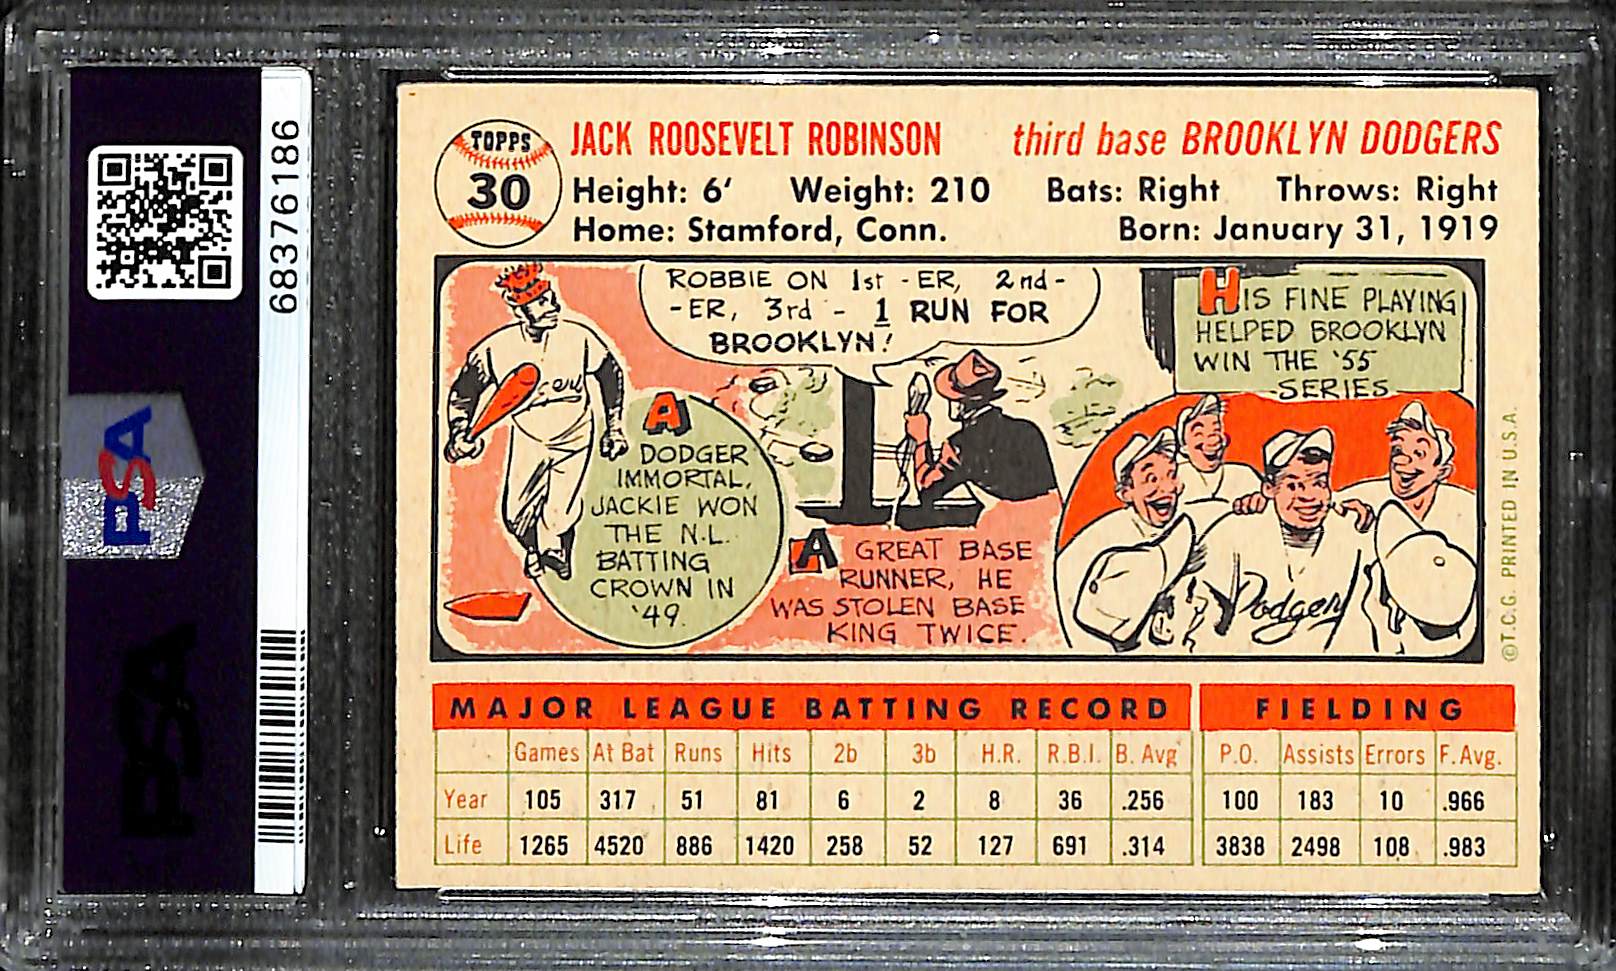 68376186
PSA
PSA
TOPPS
30
JACK ROOSEVELT ROBINSON third base BROOKLYN DODGERS
Height: 6' Weight: 210 Bats: Right Throws: Right
Home: Stamford, Conn. Born: January 31, 1919
ROBBIE ON 1st -ER, 2nd-
-ER, 3rd - 1 RUN FOR
BROOKLYN!
A
DODGER
IMMORTAL,
JACKIE WON
THE N.L.
BATTING
CROWN IN
'49.
A GREAT BASE
RUNNER, HE
WAS STOLEN BASE
KING TWICE.
HIS FINE PLAYING
HELPED BROOKLYN
WIN THE '55
SERIES
Dodgers
©T.C.G. PRINTED IN U.S.A.
MAJOR LEAGUE BATTING RECORD FIELDING
Games At Bat Runs Hits 2b 3b H.R. R.B.I. B. Avg P.O. Assists Errors F.Avg.
Year 105 317 51 81 6 2 8 36 .256 100 183 10 .966
Life 1265 4520 886 1420 258 52 127 691 .314 3838 2498 108 .983